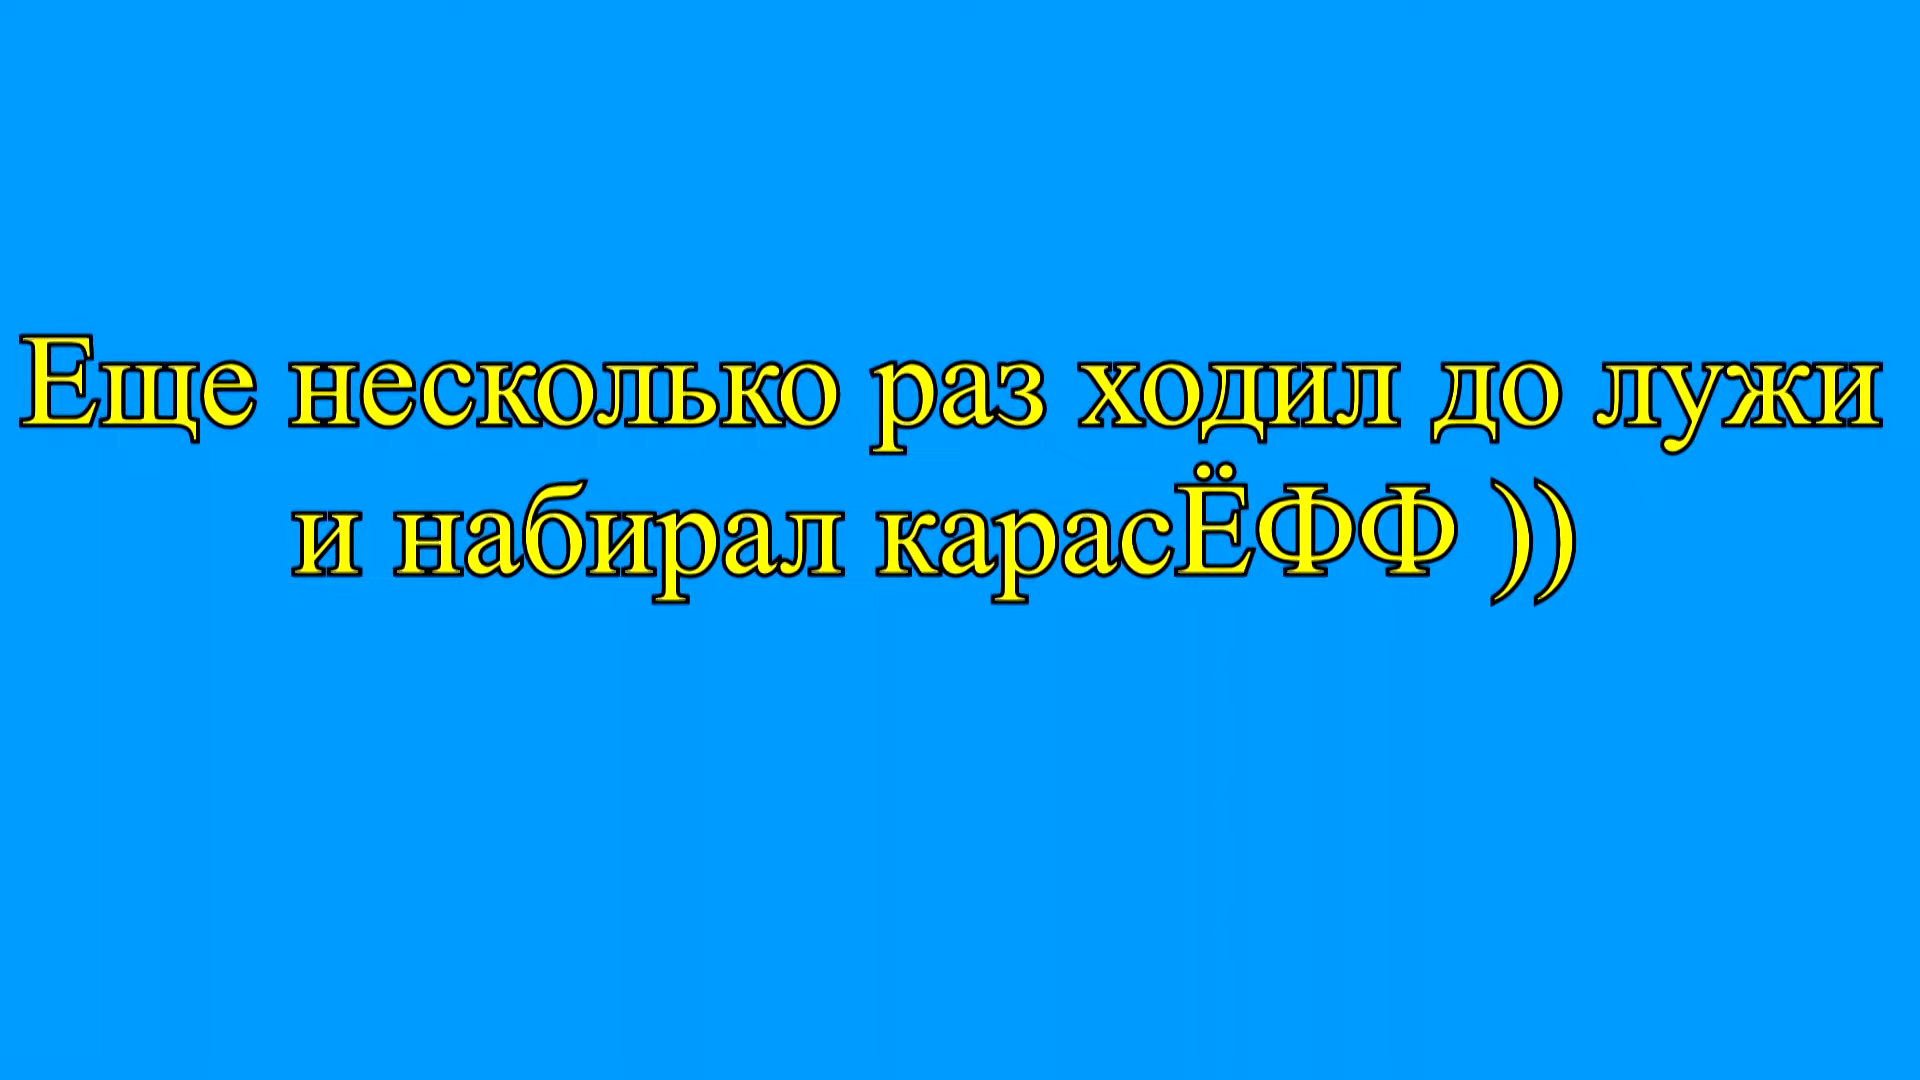 Еще несколько раз ходил до лужи
и набирал карасЁФФ ))